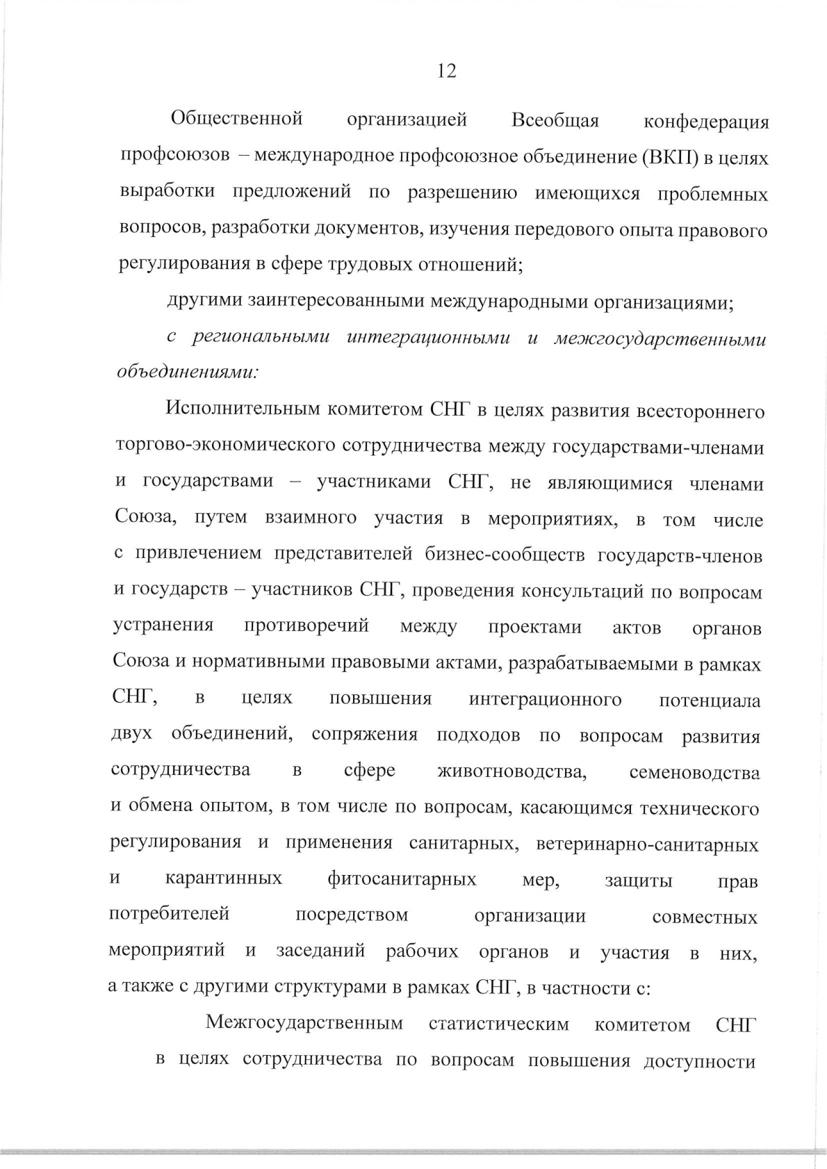 12
Общественной организацией Всеобщая конфедерация
профсоюзов – международное профсоюзное объединение (ВКП) в целях
выработки предложений по разрешению имеющихся проблемных
вопросов, разработки документов, изучения передового опыта правового
регулирования в сфере трудовых отношений;
другими заинтересованными международными организациями;
с региональными интеграционными и межгосударственными
объединениями:
Исполнительным комитетом СНГ в целях развития всестороннего
торгово-экономического сотрудничества между государствами-членами
и государствами – участниками СНГ, не являющимися членами
Союза, путем взаимного участия в мероприятиях, в том числе
с привлечением представителей бизнес-сообществ государств-членов
и государств – участников СНГ, проведения консультаций по вопросам
устранения противоречий между проектами актов органов
Союза и нормативными правовыми актами, разрабатываемыми в рамках
СНГ, в целях повышения интеграционного потенциала
двух объединений, сопряжения подходов по вопросам развития
сотрудничества в сфере животноводства, семеноводства
и обмена опытом, в том числе по вопросам, касающимся технического
регулирования и применения санитарных, ветеринарно-санитарных
и карантинных фитосанитарных мер, защиты прав
потребителей посредством организации совместных
мероприятий и заседаний рабочих органов и участия в них,
а также с другими структурами в рамках СНГ, в частности с:
Межгосударственным статистическим комитетом СНГ
в целях сотрудничества по вопросам повышения доступности